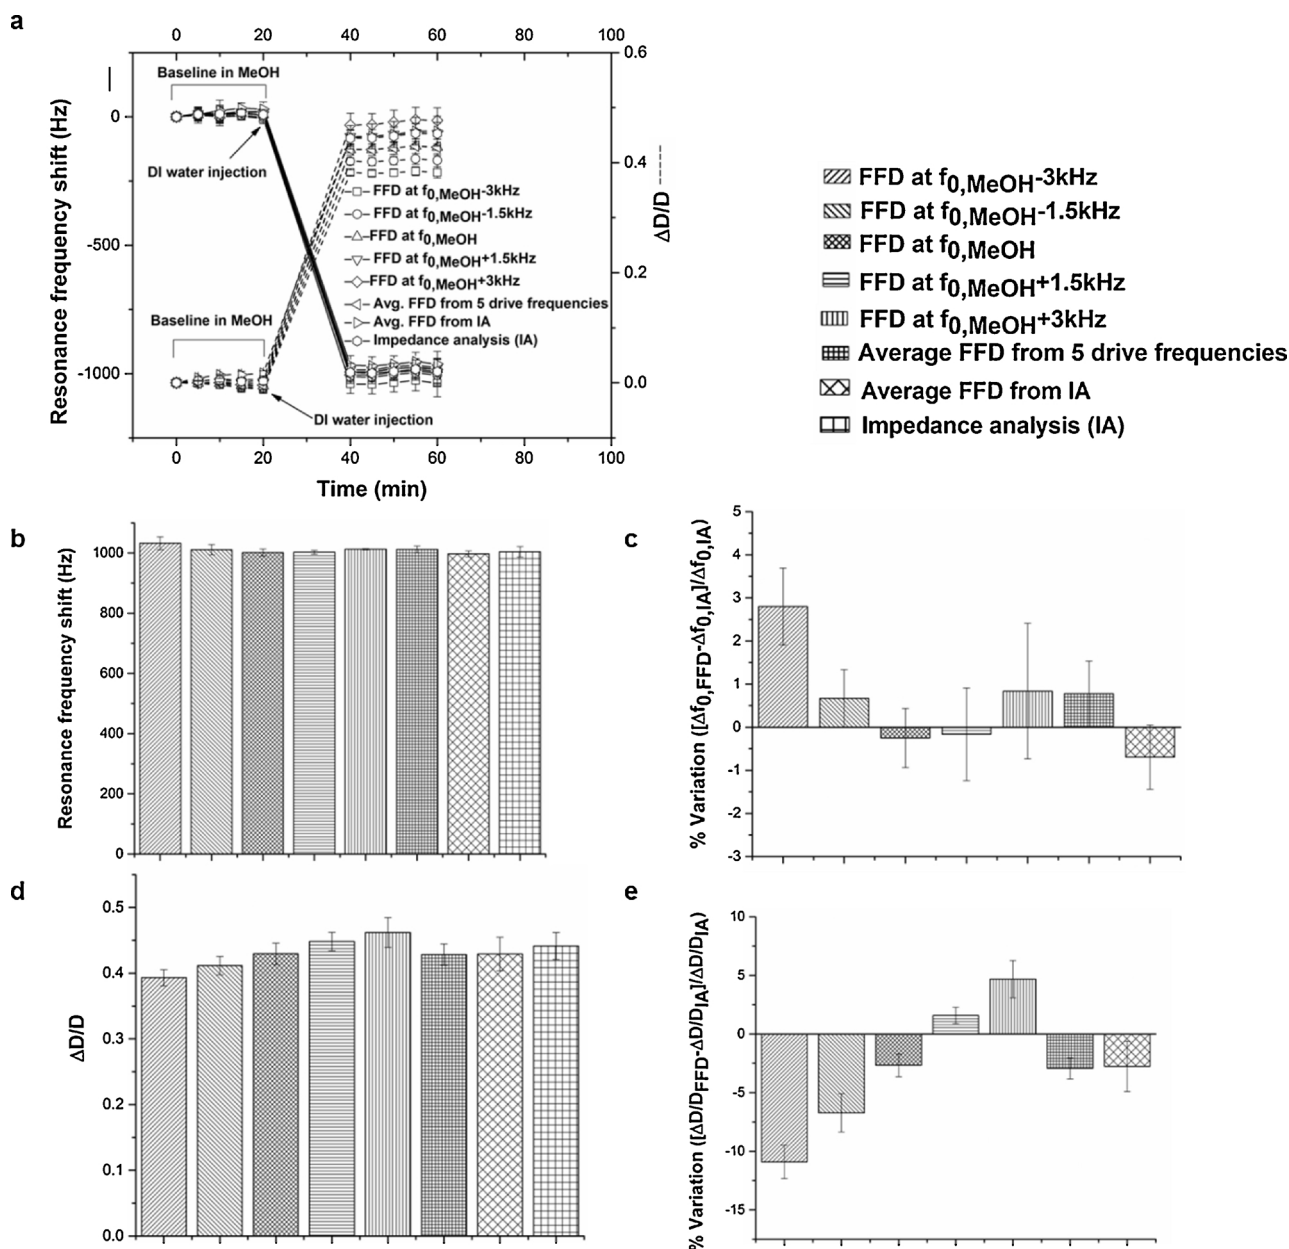 a
0 20 40 60 80 100
0.6
Baseline in MeOH
0
DI water injection
0.4
FFD at f0,MeOH-3kHz
FFD at f0,MeOH-1.5kHz
FFD at f0,MeOH
-500
FFD at f0,MeOH+1.5kHz
0.2
FFD at f0,MeOH+3kHz
Avg. FFD from 5 drive frequencies
Baseline in MeOH
Avg. FFD from IA
Impedance analysis (IA)
-1000
0.0
DI water injection
0 20 40 60 80 100
Time (min)
Resonance frequency shift (Hz)
ΔD/D
FFD at f0,MeOH-3kHz
FFD at f0,MeOH-1.5kHz
FFD at f0,MeOH
FFD at f0,MeOH+1.5kHz
FFD at f0,MeOH+3kHz
Average FFD from 5 drive frequencies
Average FFD from IA
Impedance analysis (IA)
b
Resonance frequency shift (Hz)
1000
800
600
400
200
0
c
% Variation ([Δf0,FFD-Δf0,IA]/Δf0,IA)
5
4
3
2
1
0
-1
-2
-3
d
ΔD/D
0.5
0.4
0.3
0.2
0.1
0.0
e
% Variation ([ΔD/DFFD-ΔD/DIA]/ΔD/DIA)
10
5
0
-5
-10
-15